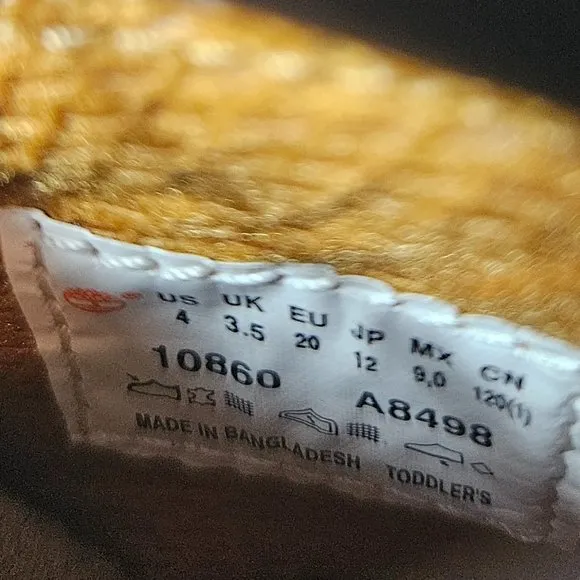 US UK EU JP MX CN
4 3.5 20 12 9,0 120(1)
10860 A8498
MADE IN BANGLADESH TODDLER'S